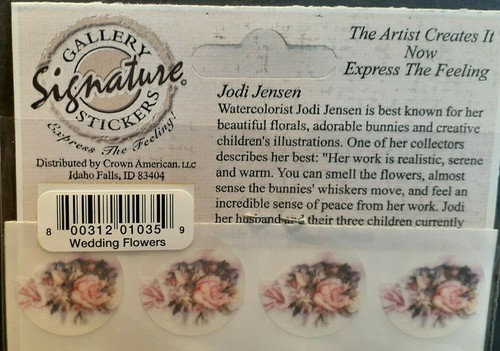 GALLERY
Signature
STICKERS
Express The Feeling!
Distributed by Crown American. LLC
Idaho Falls, ID 83404
8 00312 01035 9
Wedding Flowers
The Artist Creates It
Now
Express The Feeling
Jodi Jensen
Watercolorist Jodi Jensen is best known for her
beautiful florals, adorable bunnies and creative
children's illustrations. One of her collectors
describes her best: "Her work is realistic, serene
and warm. You can smell the flowers, almost
sense the bunnies' whiskers move, and feel an
incredible sense of peace from her work. Jodi
her husband and their three children currently